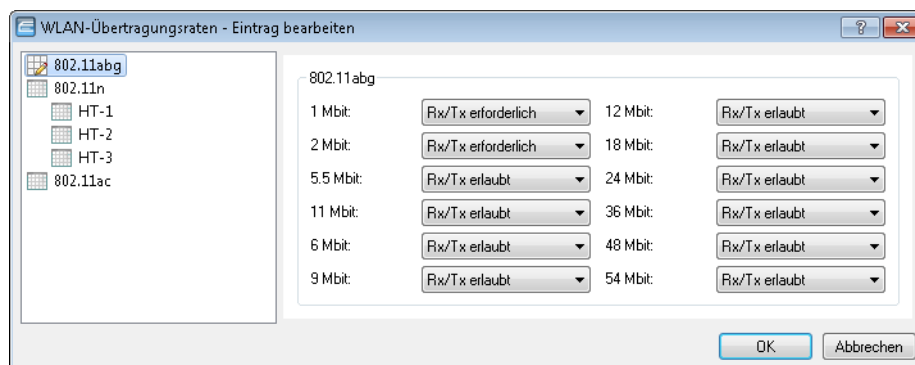 WLAN-Übertragungsraten - Eintrag bearbeiten
802.11abg
802.11n
HT-1
HT-2
HT-3
802.11ac
802.11abg
1 Mbit: Rx/Tx erforderlich 12 Mbit: Rx/Tx erlaubt
2 Mbit: Rx/Tx erforderlich 18 Mbit: Rx/Tx erlaubt
5.5 Mbit: Rx/Tx erlaubt 24 Mbit: Rx/Tx erlaubt
11 Mbit: Rx/Tx erlaubt 36 Mbit: Rx/Tx erlaubt
6 Mbit: Rx/Tx erlaubt 48 Mbit: Rx/Tx erlaubt
9 Mbit: Rx/Tx erlaubt 54 Mbit: Rx/Tx erlaubt
OK Abbrechen